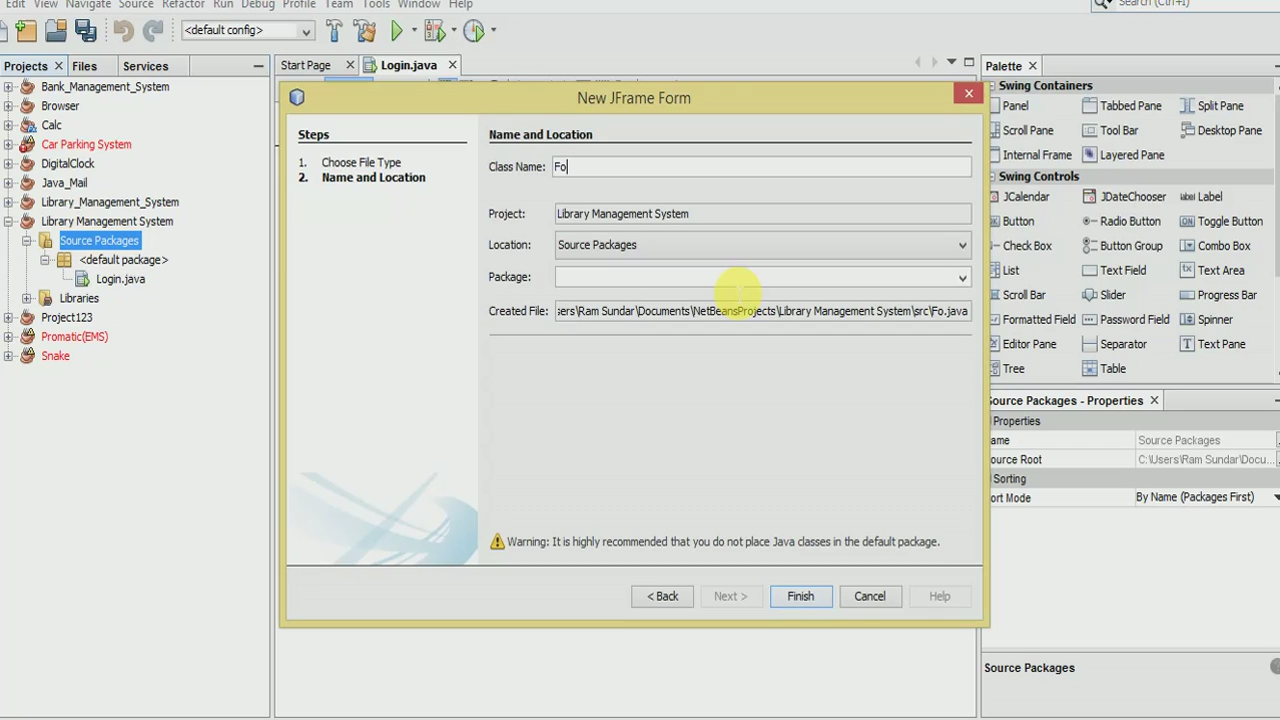 Edit View Navigate Source Refactor Run Debug Profile Team Tools Window Help
Search (Ctrl+I)
<default config>
Projects Files Services
Start Page Login.java
Palette
Bank_Management_System
Browser
Calc
Car Parking System
DigitalClock
Java_Mail
Library_Management_System
Library Management System
Source Packages
<default package>
Login.java
Libraries
Project123
Promatic(EMS)
Snake
New JFrame Form
Steps
1. Choose File Type
2. Name and Location
Name and Location
Class Name: Fo
Project: Library Management System
Location: Source Packages
Package:
Created File: sers\Ram Sundar\Documents\NetBeansProjects\Library Management System\src\Fo.java
Warning: It is highly recommended that you do not place Java classes in the default package.
< Back Next > Finish Cancel Help
Swing Containers
Panel Tabbed Pane Split Pane
Scroll Pane Tool Bar Desktop Pane
Internal Frame Layered Pane
Swing Controls
JCalendar JDateChooser Label
label
Button Radio Button Toggle Button
Check Box Button Group Combo Box
List Text Field Text Area
Scroll Bar Slider Progress Bar
Formatted Field Password Field Spinner
Editor Pane Separator Text Pane
Tree Table
ource Packages - Properties
Properties
ame Source Packages
ource Root C:\Users\Ram Sundar\Docu...
Sorting
ort Mode By Name (Packages First)
Source Packages